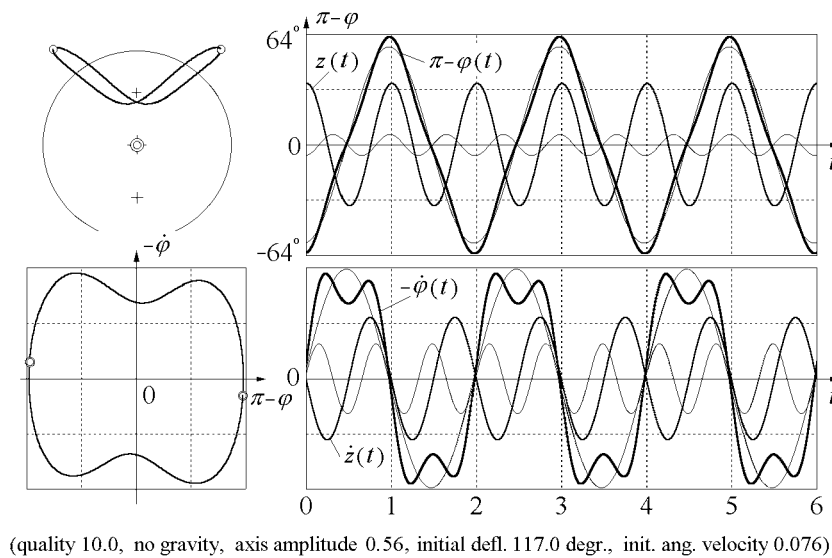 π–φ
64°
z(t)
π–φ(t)
0
t
-64°
-φ̇
-φ̇(t)
0
0
π–φ
t
ż(t)
0 1 2 3 4 5 6
(quality 10.0, no gravity, axis amplitude 0.56, initial defl. 117.0 degr., init. ang. velocity 0.076)